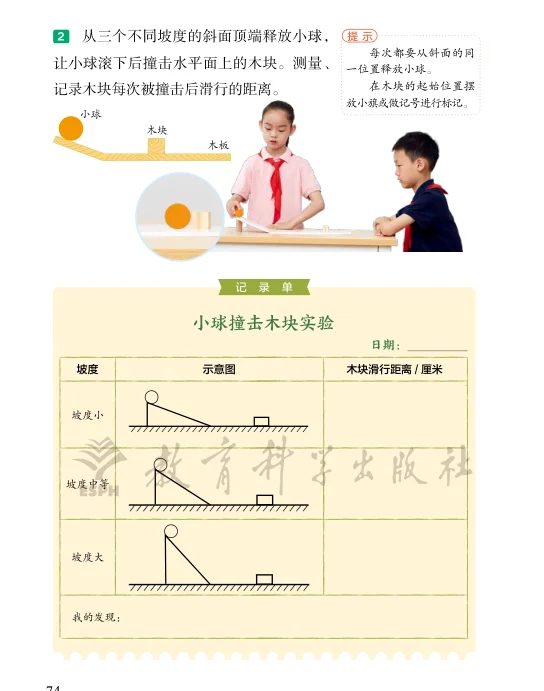 2 从三个不同坡度的斜面顶端释放小球，
让小球滚下后撞击水平面上的木块。测量、
记录木块每次被撞击后滑行的距离。
提示
每次都要从斜面的同
一位置释放小球。
在木块的起始位置摆
放小旗或做记号进行标记。
小球
木块
木板
记录单
小球撞击木块实验
日期：
坡度 示意图 木块滑行距离/厘米
坡度小
坡度中等
坡度大
我的发现：
ESPH 教育科学出版社
74